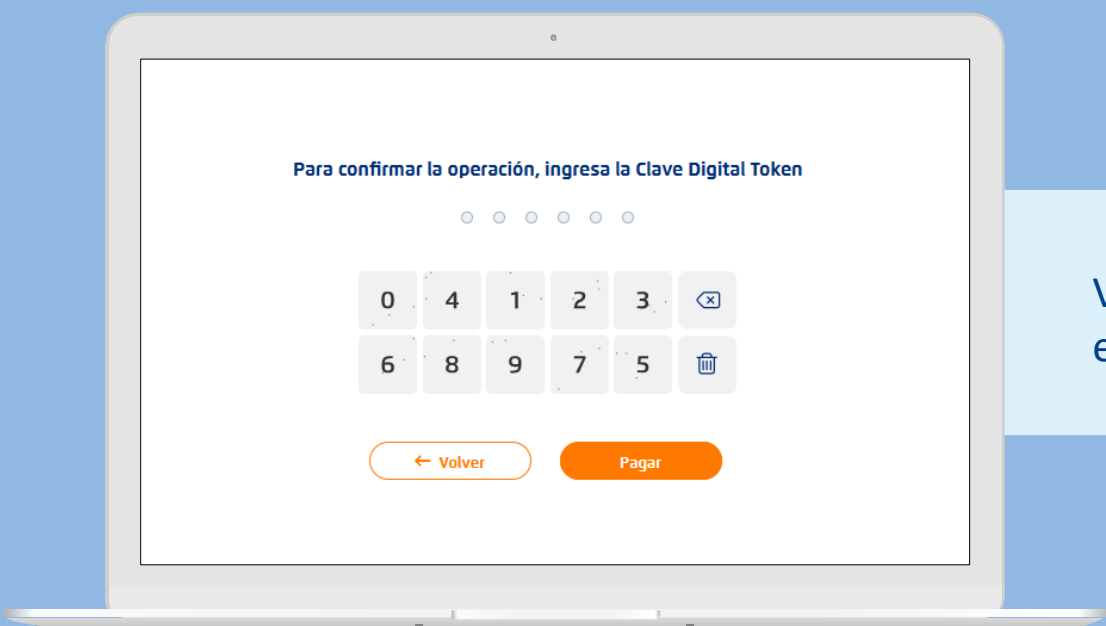 Para confirmar la operación, ingresa la Clave Digital Token
0 4 1 2 3
6 8 9 7 5
← Volver
Pagar